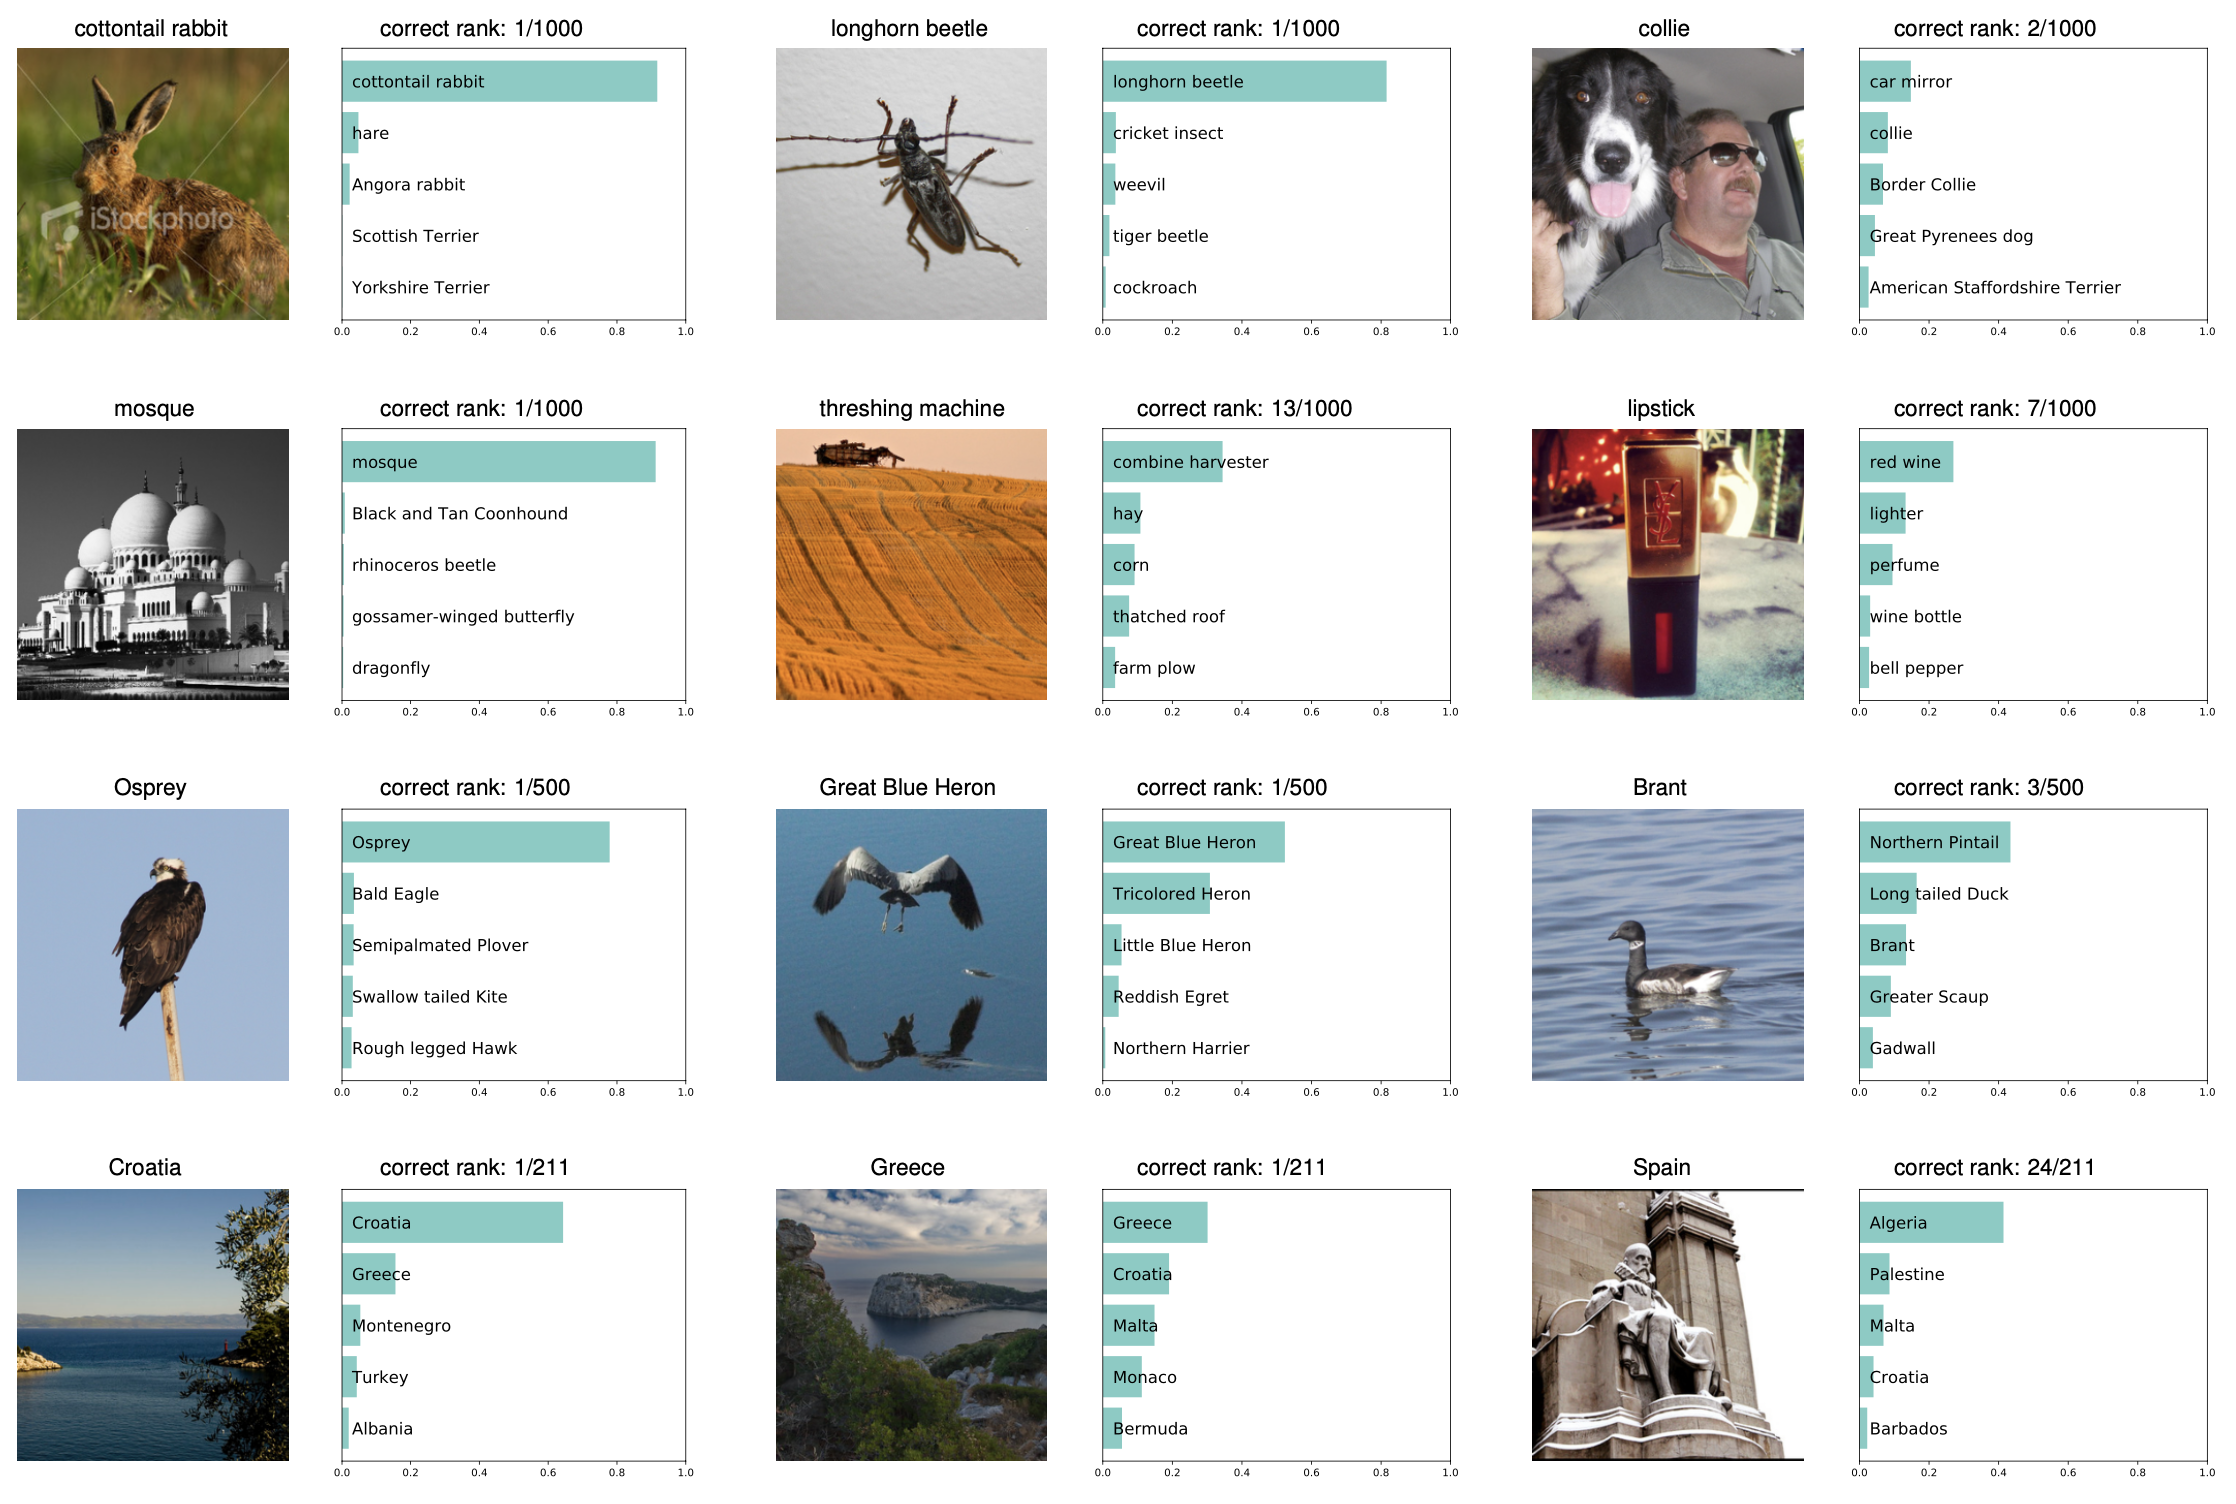 cottontail rabbit
correct rank: 1/1000
iStockphoto
cottontail rabbit
hare
Angora rabbit
Scottish Terrier
Yorkshire Terrier
0.0 0.2 0.4 0.6 0.8 1.0
longhorn beetle
correct rank: 1/1000
longhorn beetle
cricket insect
weevil
tiger beetle
cockroach
0.0 0.2 0.4 0.6 0.8 1.0
collie
correct rank: 2/1000
car mirror
collie
Border Collie
Great Pyrenees dog
American Staffordshire Terrier
0.0 0.2 0.4 0.6 0.8 1.0
mosque
correct rank: 1/1000
mosque
Black and Tan Coonhound
rhinoceros beetle
gossamer-winged butterfly
dragonfly
0.0 0.2 0.4 0.6 0.8 1.0
threshing machine
correct rank: 13/1000
combine harvester
hay
corn
thatched roof
farm plow
0.0 0.2 0.4 0.6 0.8 1.0
lipstick
correct rank: 7/1000
YSL
red wine
lighter
perfume
wine bottle
bell pepper
0.0 0.2 0.4 0.6 0.8 1.0
Osprey
correct rank: 1/500
Osprey
Bald Eagle
Semipalmated Plover
Swallow tailed Kite
Rough legged Hawk
0.0 0.2 0.4 0.6 0.8 1.0
Great Blue Heron
correct rank: 1/500
Great Blue Heron
Tricolored Heron
Little Blue Heron
Reddish Egret
Northern Harrier
0.0 0.2 0.4 0.6 0.8 1.0
Brant
correct rank: 3/500
Northern Pintail
Long tailed Duck
Brant
Greater Scaup
Gadwall
0.0 0.2 0.4 0.6 0.8 1.0
Croatia
correct rank: 1/211
Croatia
Greece
Montenegro
Turkey
Albania
0.0 0.2 0.4 0.6 0.8 1.0
Greece
correct rank: 1/211
Greece
Croatia
Malta
Monaco
Bermuda
0.0 0.2 0.4 0.6 0.8 1.0
Spain
correct rank: 24/211
Algeria
Palestine
Malta
Croatia
Barbados
0.0 0.2 0.4 0.6 0.8 1.0